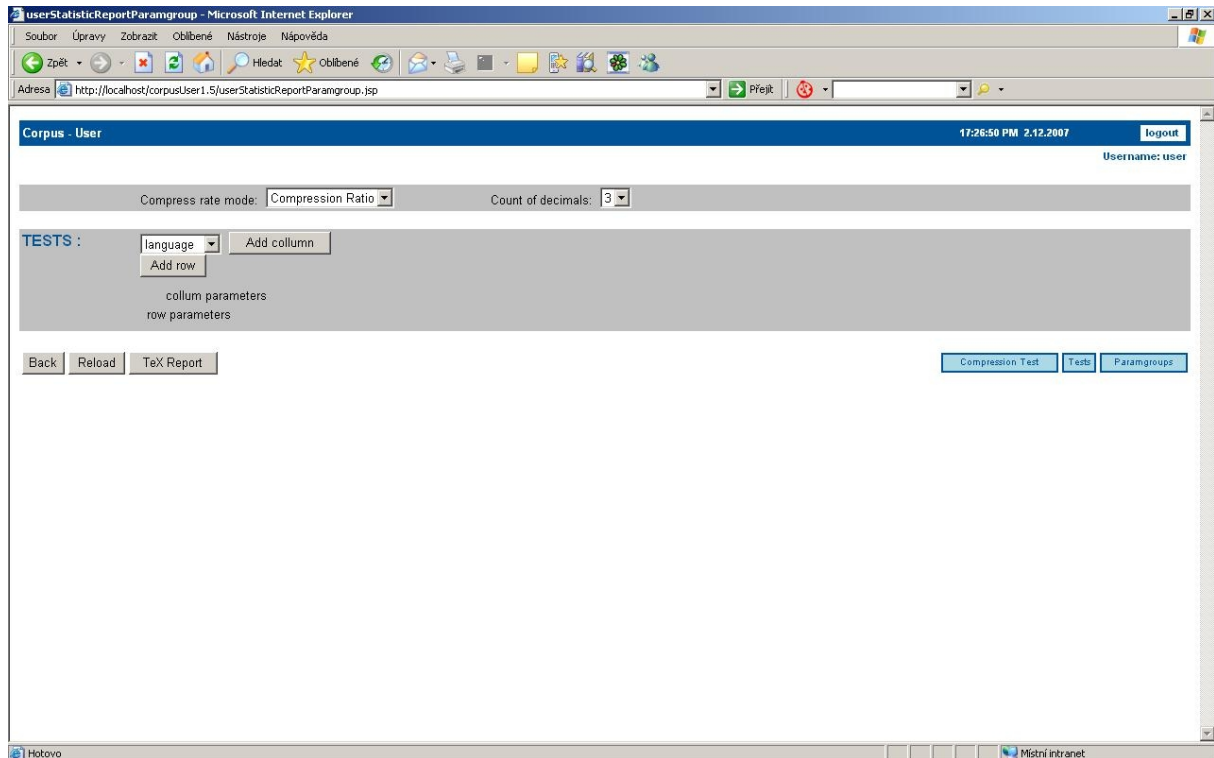 userStatisticReportParamgroup - Microsoft Internet Explorer
Soubor Úpravy Zobrazit Oblíbené Nástroje Nápověda
Zpět Hledat Oblíbené
Adresa http://localhost/corpusUser1.5/userStatisticReportParamgroup.jsp Přejít
Corpus - User 17:26:50 PM 2.12.2007 logout
Username: user
Compress rate mode: Compression Ratio Count of decimals: 3
TESTS : language Add collumn
Add row
collum parameters
row parameters
Back Reload TeX Report Compression Test Tests Paramgroups
Hotovo Místní intranet